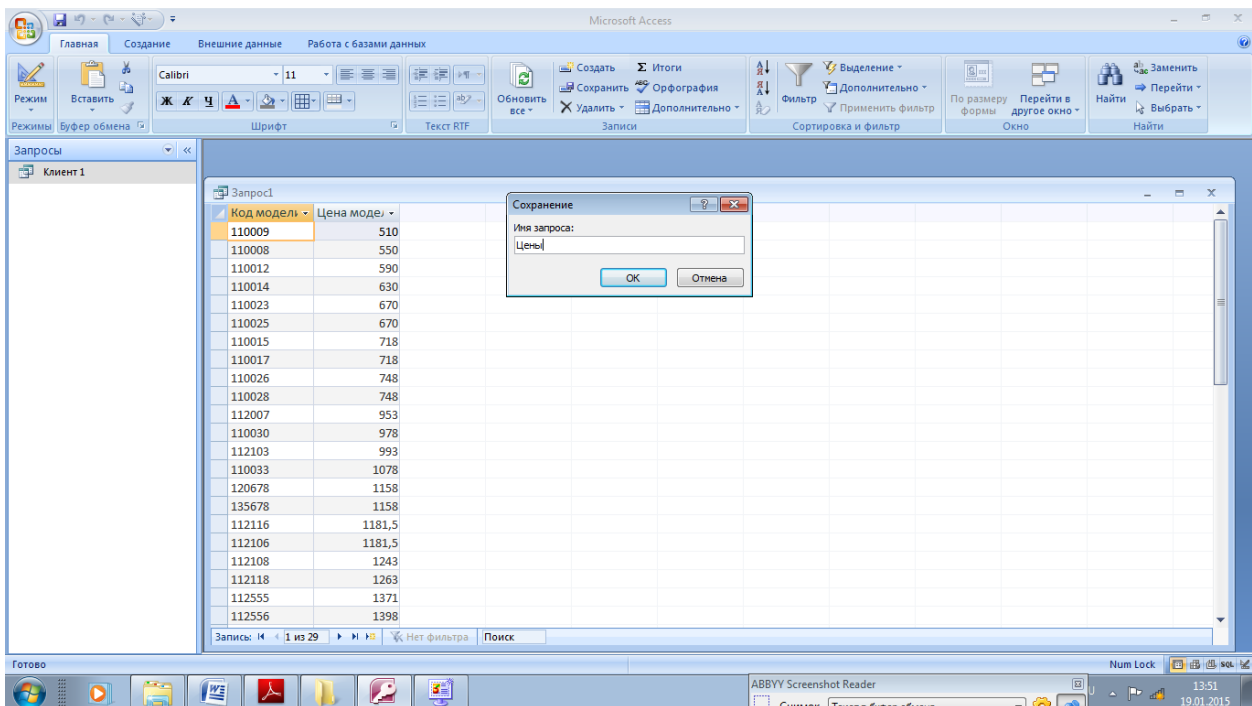 Microsoft Access
Главная Создание Внешние данные Работа с базами данных
Режим
Режимы
Вставить
Буфер обмена
Calibri 11
Ж К Ч А
Шрифт
Текст RTF
Обновить все
Создать Σ Итоги
Сохранить Орфография
Удалить Дополнительно
Записи
Фильтр
Выделение
Дополнительно
Применить фильтр
Сортировка и фильтр
По размеру формы
Перейти в другое окно
Окно
Найти
Заменить
Перейти
Выбрать
Найти
Запросы
Клиент 1
Запрос1
Код модели Цена моде
110009 510
110008 550
110012 590
110014 630
110023 670
110025 670
110015 718
110017 718
110026 748
110028 748
112007 953
110030 978
112103 993
110033 1078
120678 1158
135678 1158
112116 1181,5
112106 1181,5
112108 1243
112118 1263
112555 1371
112556 1398
Сохранение
Имя запроса:
Цены
ОК Отмена
Запись: 1 из 29 Нет фильтра Поиск
Готово Num Lock SQL
ABBYY Screenshot Reader
13:51
19.01.2015